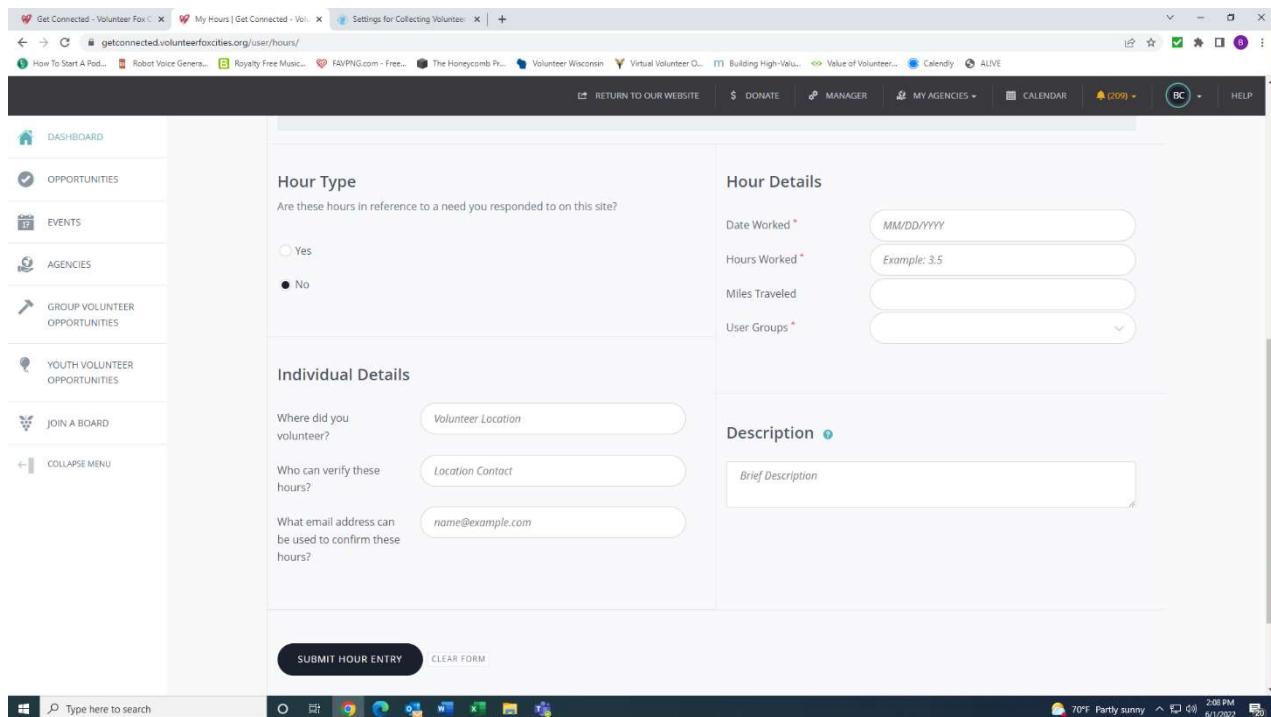 Get Connected - Volunteer Fox C
My Hours | Get Connected - Vol
Settings for Collecting Volunteer
getconnected.volunteerfoxcities.org/user/hours/
How To Start A Pod... Robot Voice Genera... Royalty Free Music... FAVPNG.com - Free... The Honeycomb Pr... Volunteer Wisconsin Virtual Volunteer O... Building High-Valu... Value of Volunteer... Calendly ALIVE
RETURN TO OUR WEBSITE $ DONATE MANAGER MY AGENCIES CALENDAR (209) BC HELP
DASHBOARD
OPPORTUNITIES
EVENTS
AGENCIES
GROUP VOLUNTEER
OPPORTUNITIES
YOUTH VOLUNTEER
OPPORTUNITIES
JOIN A BOARD
COLLAPSE MENU
Hour Type
Are these hours in reference to a need you responded to on this site?
Yes
No
Individual Details
Where did you
volunteer?
Volunteer Location
Who can verify these
hours?
Location Contact
What email address can
be used to confirm these
hours?
name@example.com
Hour Details
Date Worked *
MM/DD/YYYY
Hours Worked *
Example: 3.5
Miles Traveled
User Groups *
Description ?
Brief Description
SUBMIT HOUR ENTRY CLEAR FORM
Type here to search
70°F Partly sunny
2:08 PM
6/1/2022
20